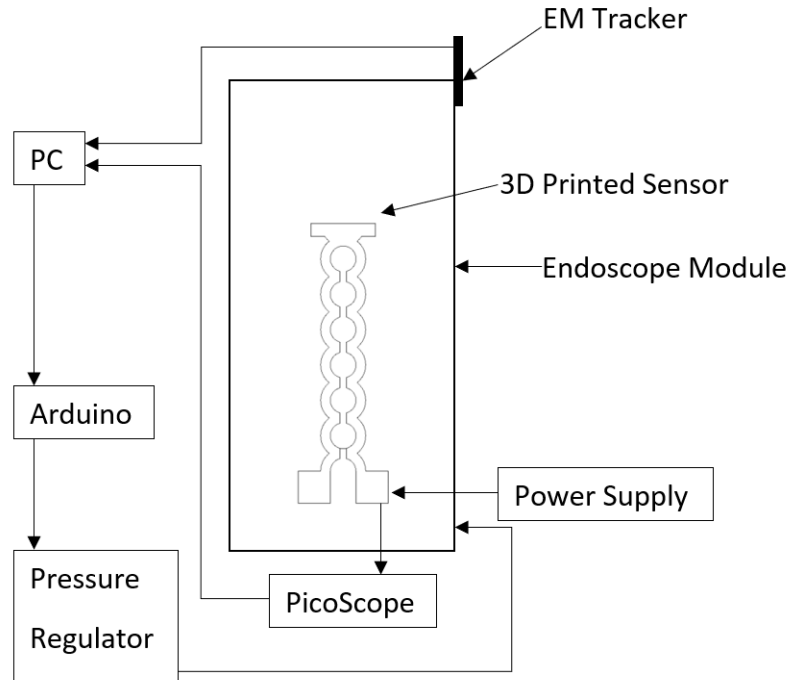 EM Tracker
PC
3D Printed Sensor
Endoscope Module
Arduino
Power Supply
Pressure
Regulator
PicoScope